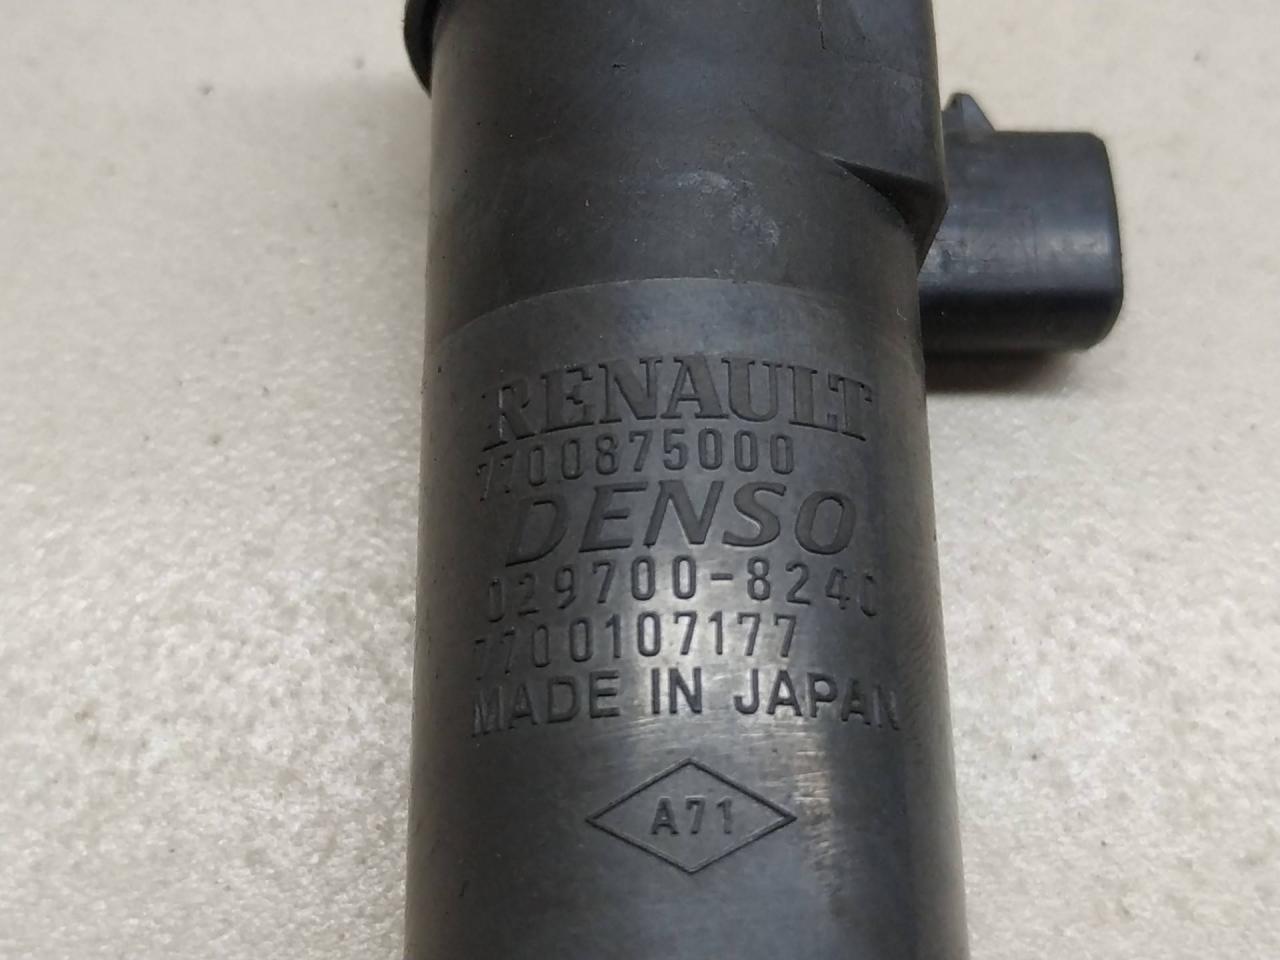 RENAULT
7700875000
DENSO
029700-8240
7700107177
MADE IN JAPAN
A71